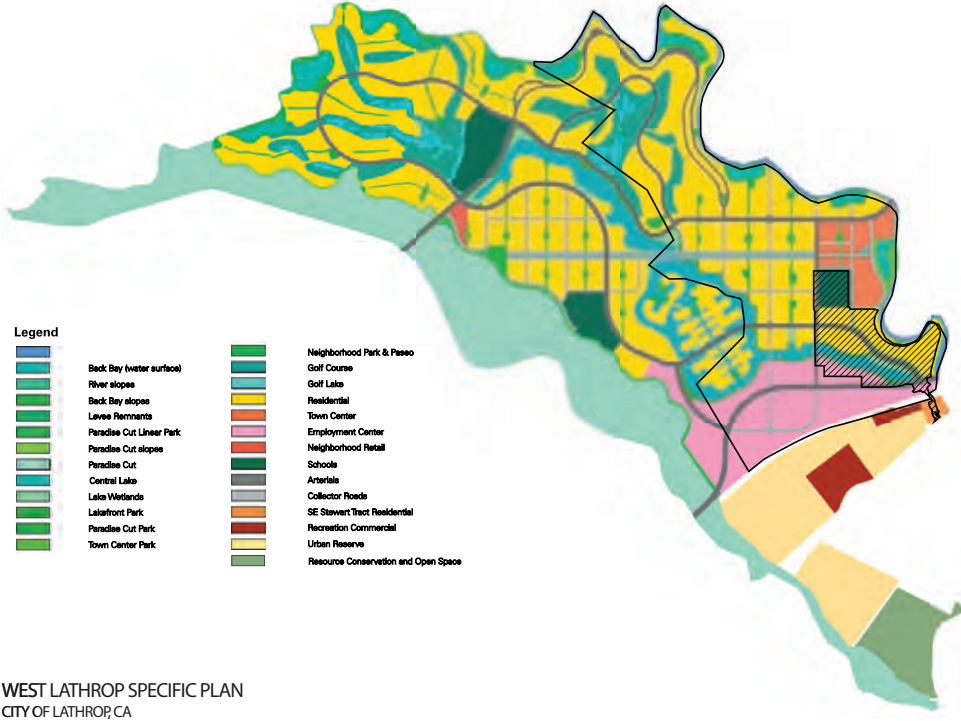 Legend
Back Bay (water surface)
River slopes
Back Bay slopes
Levee Remnants
Paradise Cut Linear Park
Paradise Cut slopes
Paradise Cut
Central Lake
Lake Wetlands
Lakefront Park
Paradise Cut Park
Town Center Park
Neighborhood Park & Paseo
Golf Course
Golf Lake
Residential
Town Center
Employment Center
Neighborhood Retail
Schools
Arterials
Collector Roads
SE Stewart Tract Residential
Recreation Commercial
Urban Reserve
Resource Conservation and Open Space
WEST LATHROP SPECIFIC PLAN
CITY OF LATHROP, CA